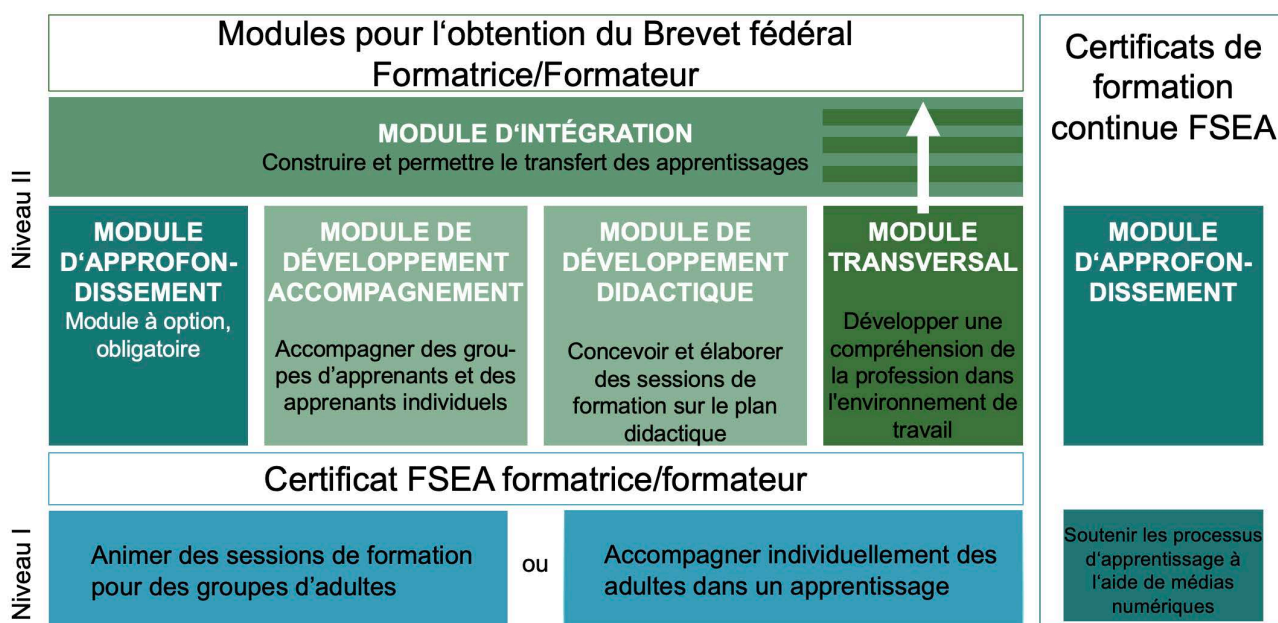 Modules pour l‘obtention du Brevet fédéral
Formatrice/Formateur
Niveau II
MODULE D‘INTÉGRATION
Construire et permettre le transfert des apprentissages
MODULE
D‘APPROFON-
DISSEMENT
Module à option,
obligatoire
MODULE DE
DÉVELOPPEMENT
ACCOMPAGNEMENT
Accompagner des grou-
pes d’apprenants et des
apprenants individuels
MODULE DE
DÉVELOPPEMENT
DIDACTIQUE
Concevoir et élaborer
des sessions de
formation sur le plan
didactique
MODULE
TRANSVERSAL
Développer une
compréhension de
la profession dans
l'environnement de
travail
Certificat FSEA formatrice/formateur
Niveau I
Animer des sessions de formation
pour des groupes d’adultes
ou
Accompagner individuellement des
adultes dans un apprentissage
Certificats de
formation
continue FSEA
MODULE
D‘APPROFON-
DISSEMENT
Soutenir les processus
d‘apprentissage à
l‘aide de médias
numériques